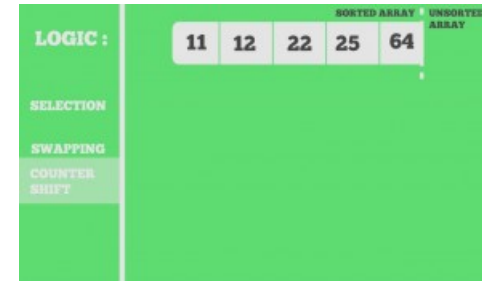 SORTED ARRAY UNSORTED
ARRAY
LOGIC :
11 12 22 25 64
SELECTION
SWAPPING
COUNTER
SHIFT